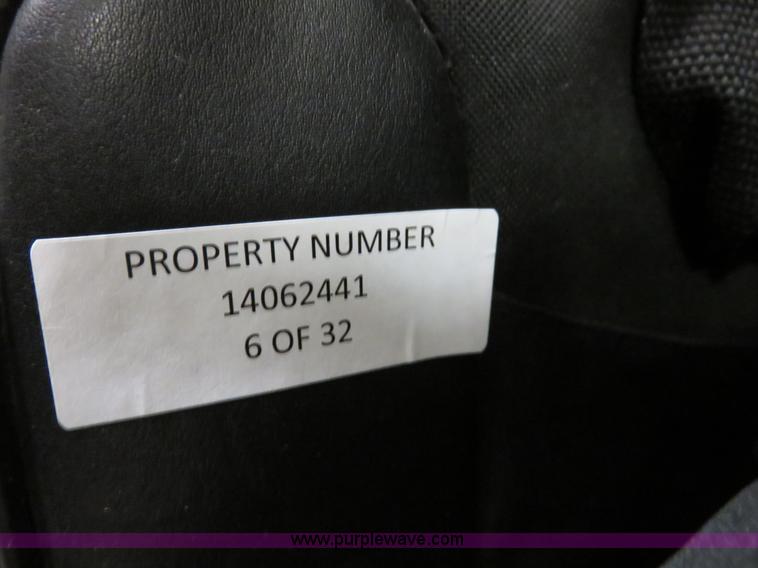 PROPERTY NUMBER
14062441
6 OF 32
www.purplewave.com